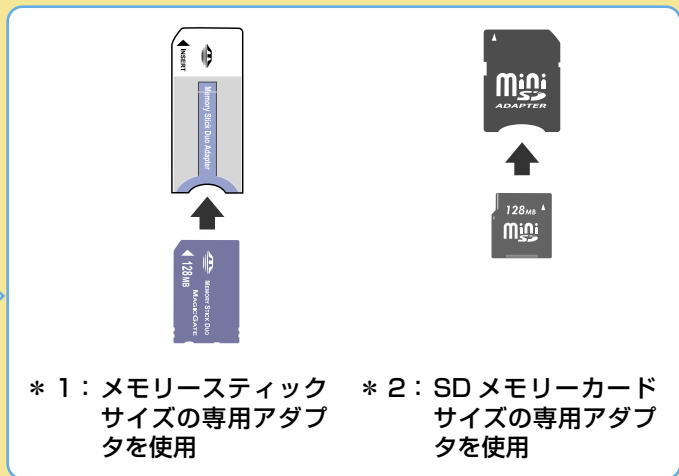 INSERT
Memory Stick Duo Adapter
128MB
MEMORY STICK DUO
MAGICGATE
mini
SD
ADAPTER
128MB
mini
SD
＊1：メモリースティック
サイズの専用アダプ
タを使用
＊2：SD メモリーカード
サイズの専用アダプ
タを使用